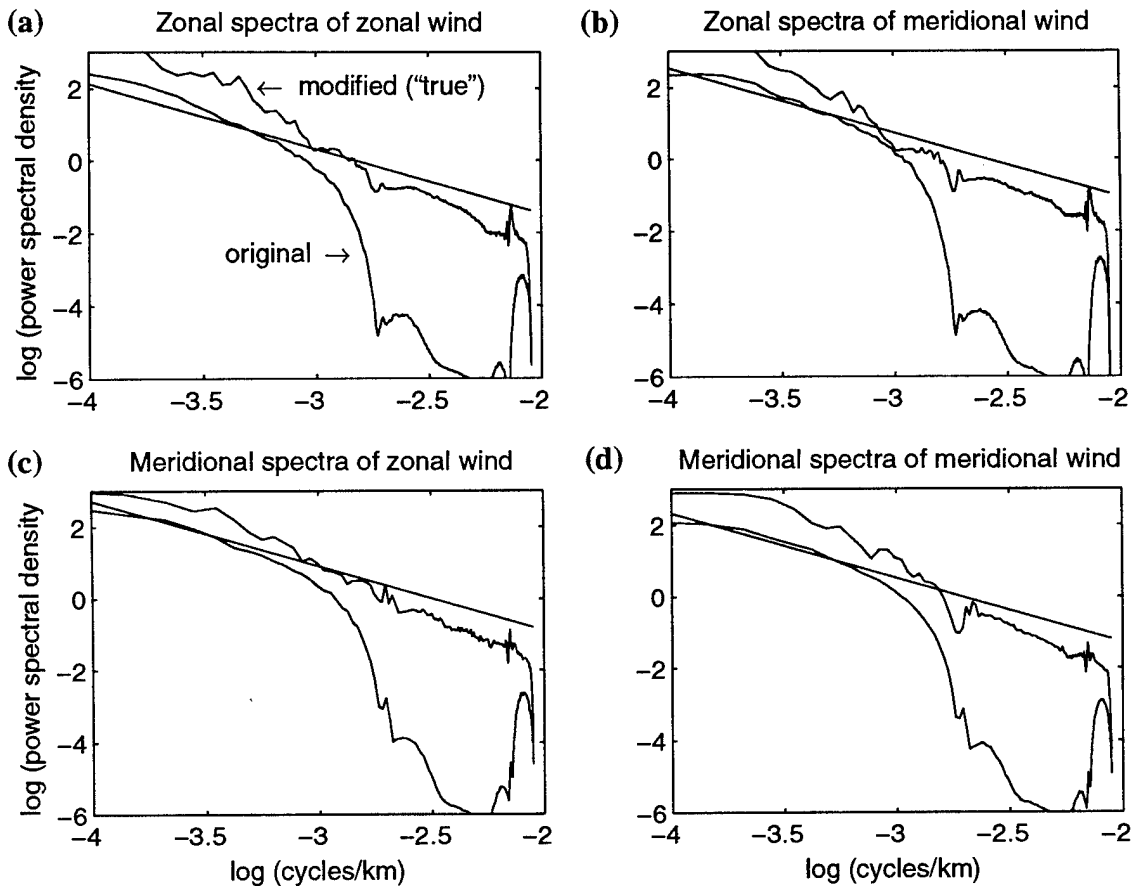 (a) Zonal spectra of zonal wind
log (power spectral density)
2
0
−2
−4
−6
← modified ("true")
original →
−4 −3.5 −3 −2.5 −2
(b) Zonal spectra of meridional wind
2
0
−2
−4
−6
−4 −3.5 −3 −2.5 −2
(c) Meridional spectra of zonal wind
log (power spectral density)
2
0
−2
−4
−6
−4 −3.5 −3 −2.5 −2
log (cycles/km)
(d) Meridional spectra of meridional wind
2
0
−2
−4
−6
−4 −3.5 −3 −2.5 −2
log (cycles/km)